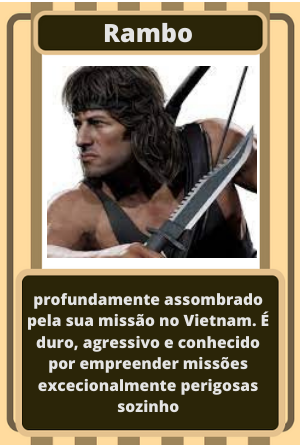 Rambo
profundamente assombrado
pela sua missão no Vietnam. É
duro, agressivo e conhecido
por empreender missões
excecionalmente perigosas
sozinho